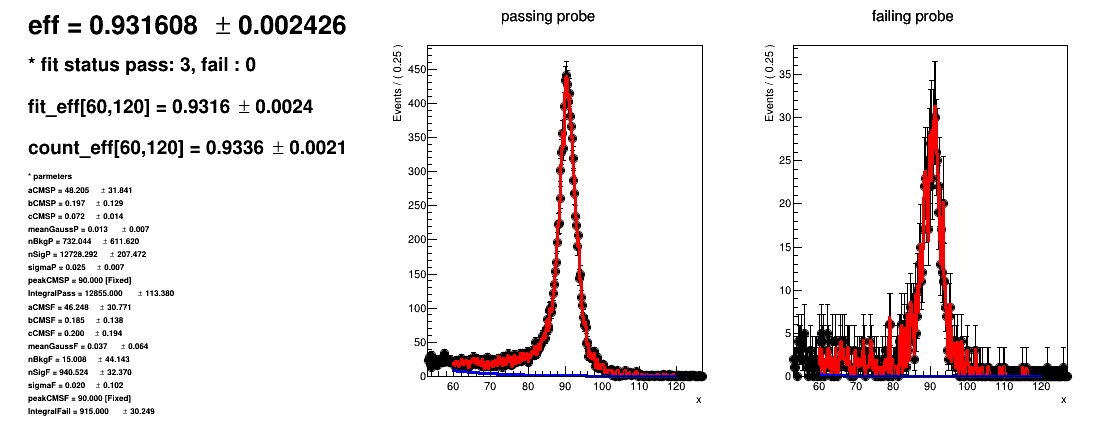 eff = 0.931608 ± 0.002426
* fit status pass: 3, fail : 0
fit_eff[60,120] = 0.9316 ± 0.0024
count_eff[60,120] = 0.9336 ± 0.0021
* parmeters
aCMSP = 48.205 ± 31.841
bCMSP = 0.197 ± 0.129
cCMSP = 0.072 ± 0.014
meanGaussP = 0.013 ± 0.007
nBkgP = 732.044 ± 611.620
nSigP = 12728.292 ± 207.472
sigmaP = 0.025 ± 0.007
peakCMSP = 90.000 [Fixed]
IntegralPass = 12855.000 ± 113.380
aCMSF = 46.248 ± 30.771
bCMSF = 0.185 ± 0.138
cCMSF = 0.200 ± 0.194
meanGaussF = 0.037 ± 0.064
nBkgF = 15.008 ± 44.143
nSigF = 940.524 ± 32.370
sigmaF = 0.020 ± 0.102
peakCMSF = 90.000 [Fixed]
IntegralFail = 915.000 ± 30.249
passing probe
Events / ( 0.25 )
450
400
350
300
250
200
150
100
50
0
60 70 80 90 100 110 120
x
failing probe
Events / ( 0.25 )
35
30
25
20
15
10
5
0
60 70 80 90 100 110 120
x